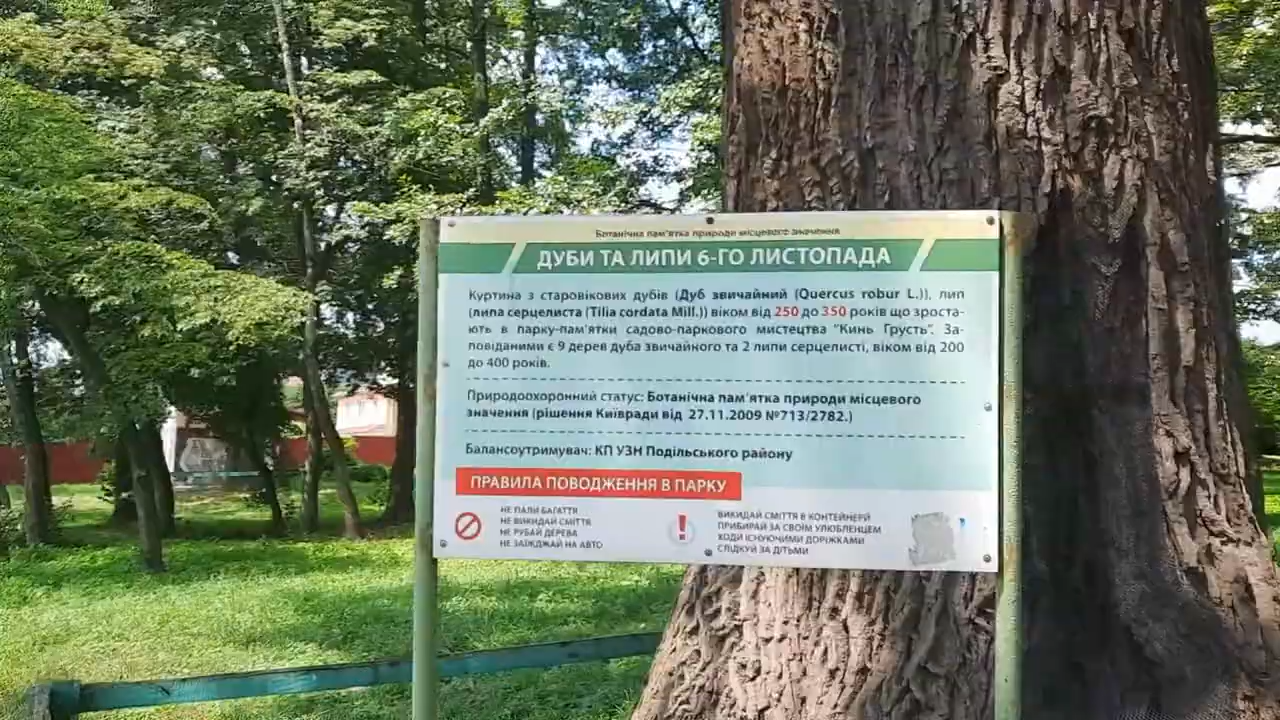 Ботанічна пам'ятка природи місцевого значення
ДУБИ ТА ЛИПИ 6-ГО ЛИСТОПАДА
Куртина з старовікових дубів (Дуб звичайний (Quercus robur L.)), лип
(липа серцелиста (Tilia cordata Mill.)) віком від 250 до 350 років що зроста-
ють в парку-пам'ятки садово-паркового мистецтва "Кинь Грусть". За-
повіданими є 9 дерев дуба звичайного та 2 липи серцелисті, віком від 200
до 400 років.
Природоохоронний статус: Ботанічна пам'ятка природи місцевого
значення (рішення Київради від 27.11.2009 №713/2782.)
Балансоутримувач: КП УЗН Подільського району
ПРАВИЛА ПОВОДЖЕННЯ В ПАРКУ
НЕ ПАЛИ БАГАТТЯ
НЕ ВИКИДАЙ СМІТТЯ
НЕ РУБАЙ ДЕРЕВА
НЕ ЗАЇЖДЖАЙ НА АВТО
ВИКИДАЙ СМІТТЯ В КОНТЕЙНЕРИ
ПРИБИРАЙ ЗА СВОЇМ УЛЮБЛЕНЦЕМ
ХОДИ ІСНУЮЧИМИ ДОРІЖКАМИ
СЛІДКУЙ ЗА ДІТЬМИ